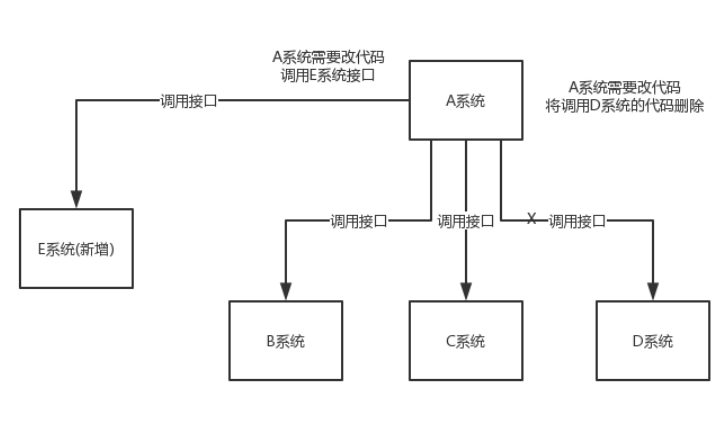 A系统需要改代码
调用E系统接口
A系统
A系统需要改代码
将调用D系统的代码删除
调用接口
E系统(新增)
调用接口
调用接口
X
调用接口
B系统
C系统
D系统